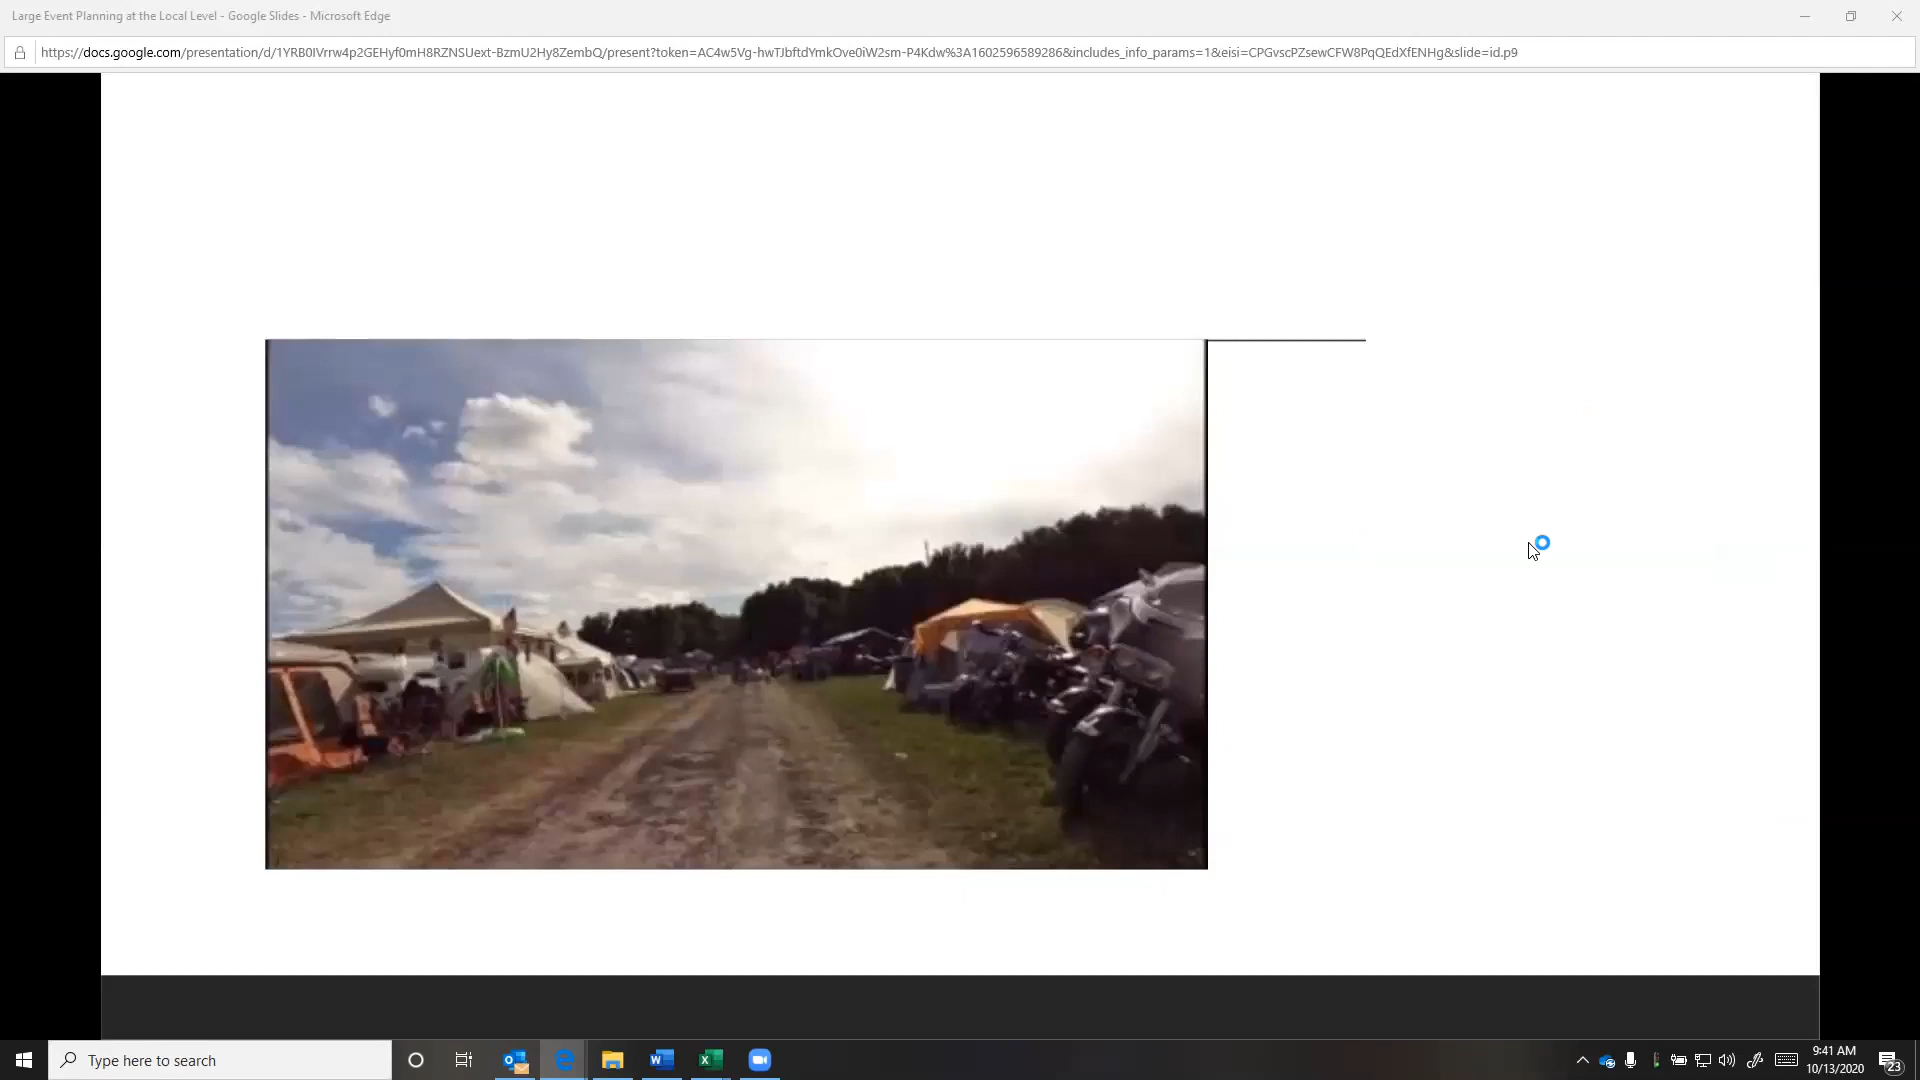 Large Event Planning at the Local Level - Google Slides - Microsoft Edge
https://docs.google.com/presentation/d/1YRB0IVrrw4p2GEHyf0mH8RZNSUext-BzmU2Hy8ZembQ/present?token=AC4w5Vg-hwTJbftdYmkOve0iW2sm-P4Kdw%3A1602596589286&includes_info_params=1&eisi=CPGvscPZsewCFW8PqQEdXfENHg&slide=id.p9
Type here to search
9:41 AM
10/13/2020
23